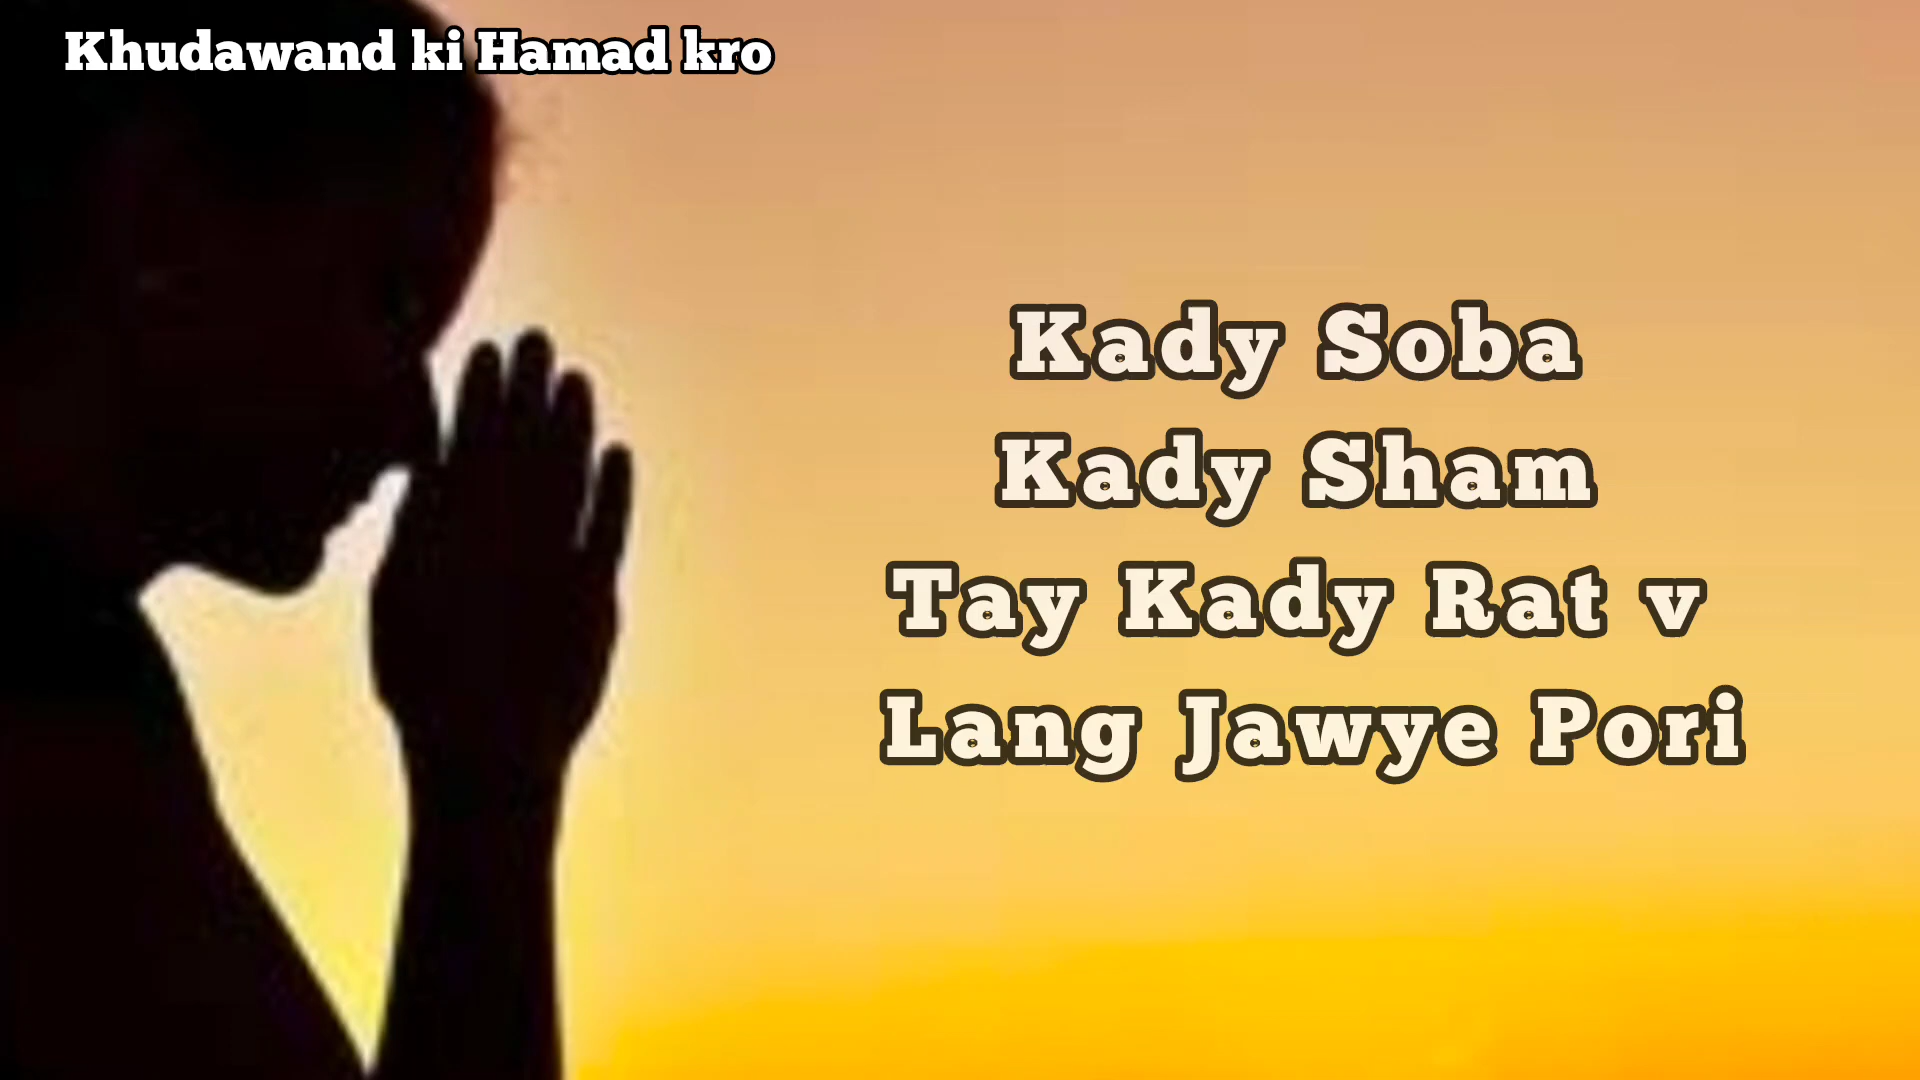 Khudawand ki Hamad kro
Kady Soba
Kady Sham
Tay Kady Rat v
Lang Jawye Pori